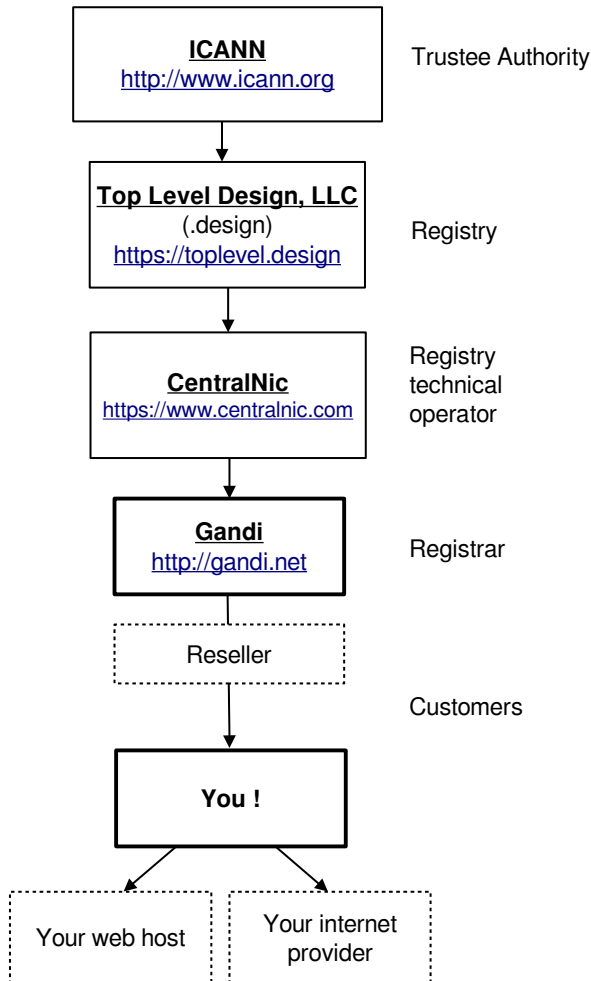 ICANN
http://www.icann.org
Trustee Authority
Top Level Design, LLC
(.design)
https://toplevel.design
Registry
CentralNic
https://www.centralnic.com
Registry
technical
operator
Gandi
http://gandi.net
Registrar
Reseller
Customers
You !
Your web host
Your internet
provider